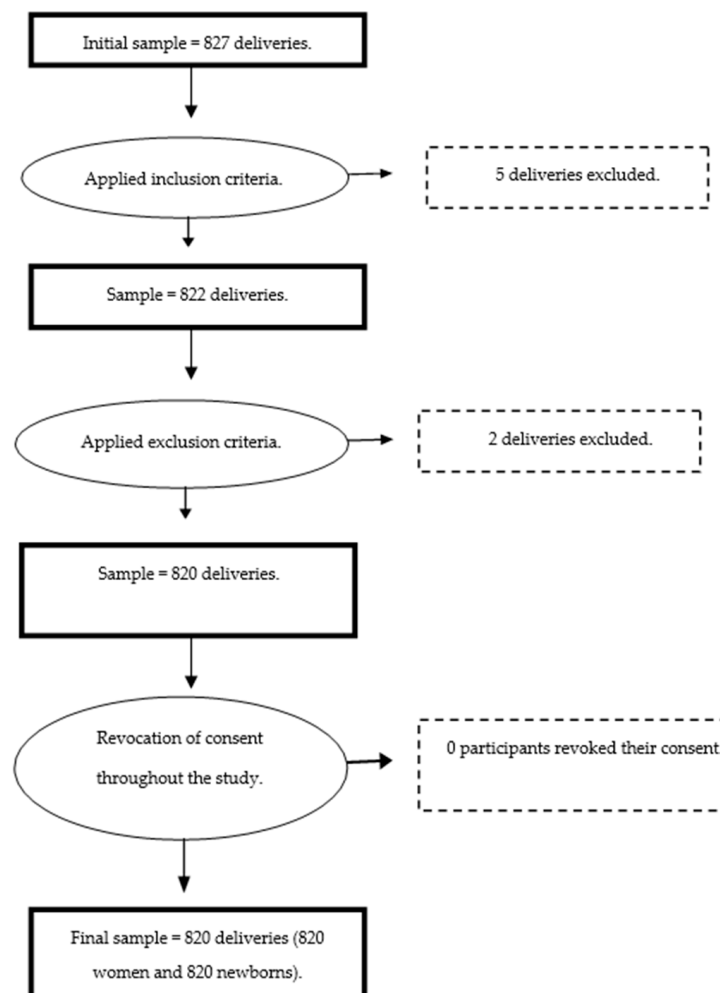 Initial sample = 827 deliveries.
Applied inclusion criteria.
5 deliveries excluded.
Sample = 822 deliveries.
Applied exclusion criteria.
2 deliveries excluded.
Sample = 820 deliveries.
Revocation of consent
throughout the study.
0 participants revoked their consent
Final sample = 820 deliveries (820
women and 820 newborns).